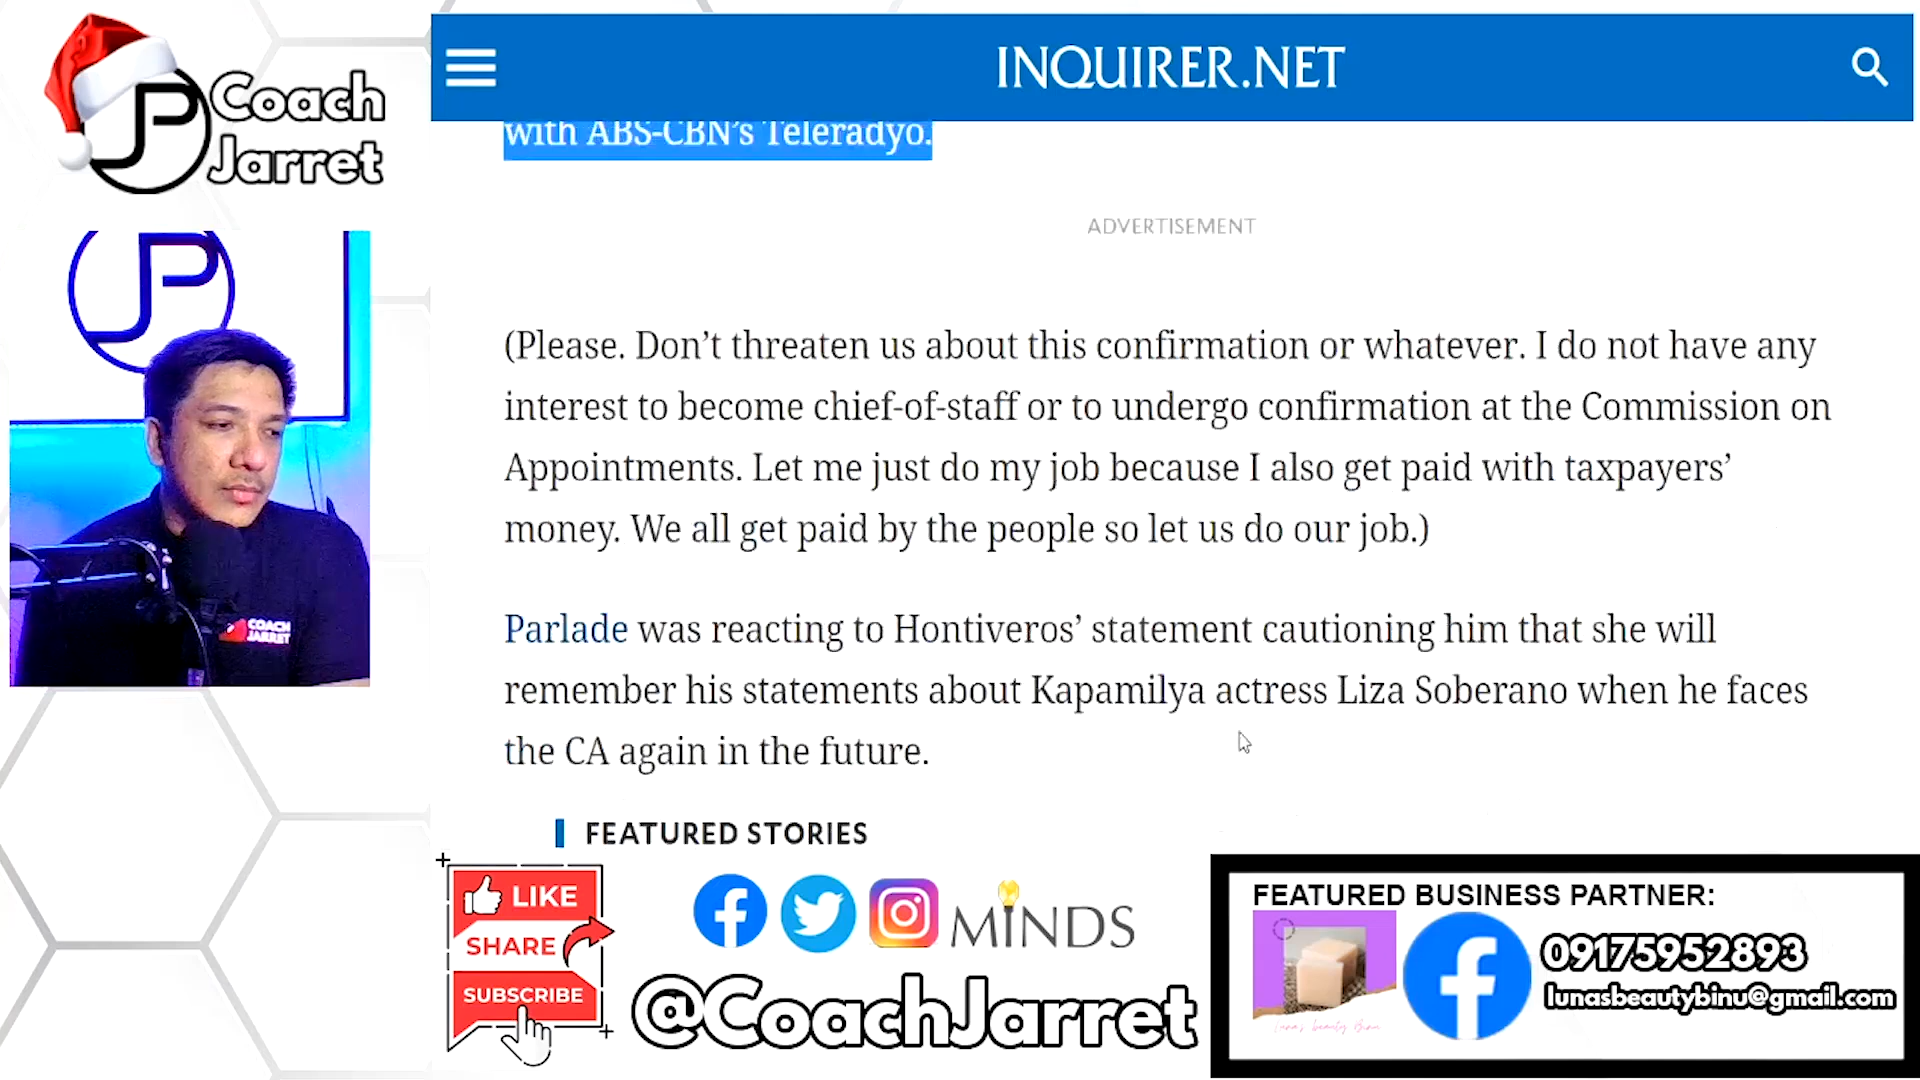 Coach
Jarret
INQUIRER.NET
with ABS-CBN’s Teleradyo.
ADVERTISEMENT
(Please. Don’t threaten us about this confirmation or whatever. I do not have any
interest to become chief-of-staff or to undergo confirmation at the Commission on
Appointments. Let me just do my job because I also get paid with taxpayers’
money. We all get paid by the people so let us do our job.)
Parlade was reacting to Hontiveros’ statement cautioning him that she will
remember his statements about Kapamilya actress Liza Soberano when he faces
the CA again in the future.
FEATURED STORIES
COACH
JARRET
LIKE
SHARE
SUBSCRIBE
MINDS
@CoachJarret
FEATURED BUSINESS PARTNER:
09175952893
lunasbeautybinu@gmail.com
Luna's Beauty Binu